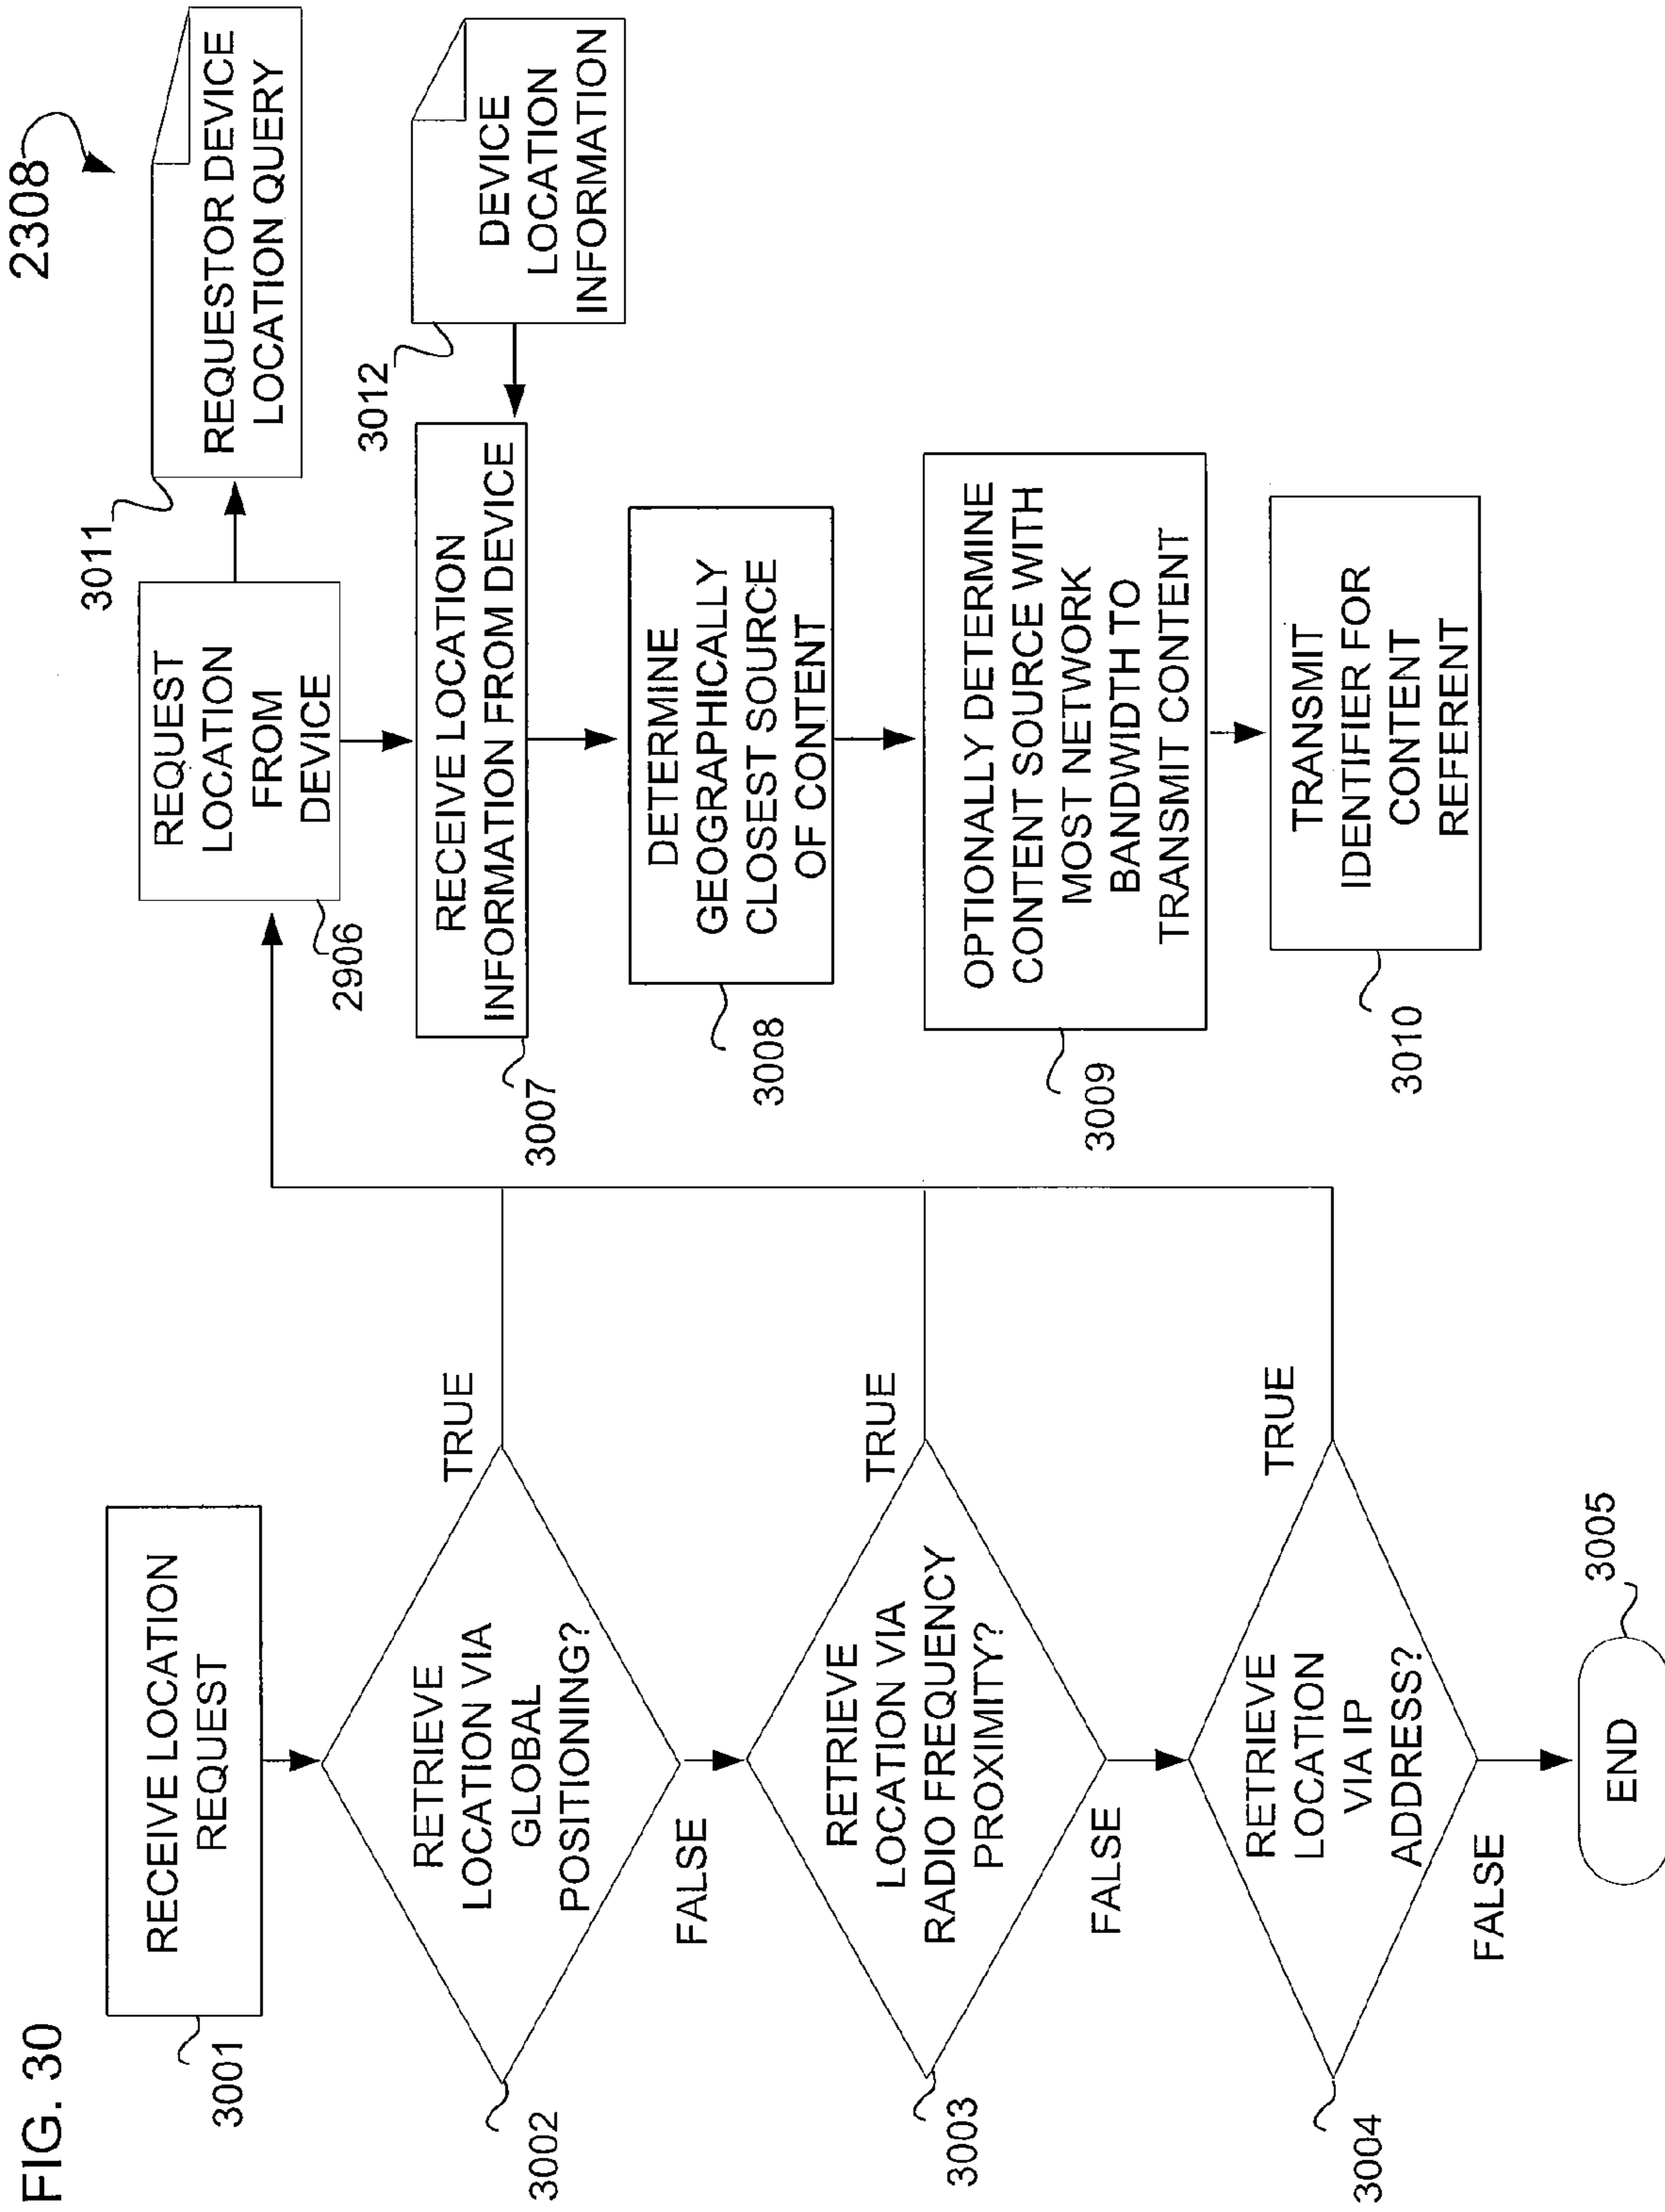 FIG. 30
2308
3001
RECEIVE LOCATION
REQUEST
3002
RETRIEVE
LOCATION VIA
GLOBAL
POSITIONING?
TRUE
FALSE
3003
RETRIEVE
LOCATION VIA
RADIO FREQUENCY
PROXIMITY?
TRUE
FALSE
3004
RETRIEVE
LOCATION
VIA IP
ADDRESS?
TRUE
FALSE
END
3005
REQUEST
LOCATION
FROM
DEVICE
2906
3011
REQUESTOR DEVICE
LOCATION QUERY
3007
RECEIVE LOCATION
INFORMATION FROM DEVICE
3012
DEVICE
LOCATION
INFORMATION
3008
DETERMINE
GEOGRAPHICALLY
CLOSEST SOURCE
OF CONTENT
3009
OPTIONALLY DETERMINE
CONTENT SOURCE WITH
MOST NETWORK
BANDWIDTH TO
TRANSMIT CONTENT
3010
TRANSMIT
IDENTIFIER FOR
CONTENT
REFERENT